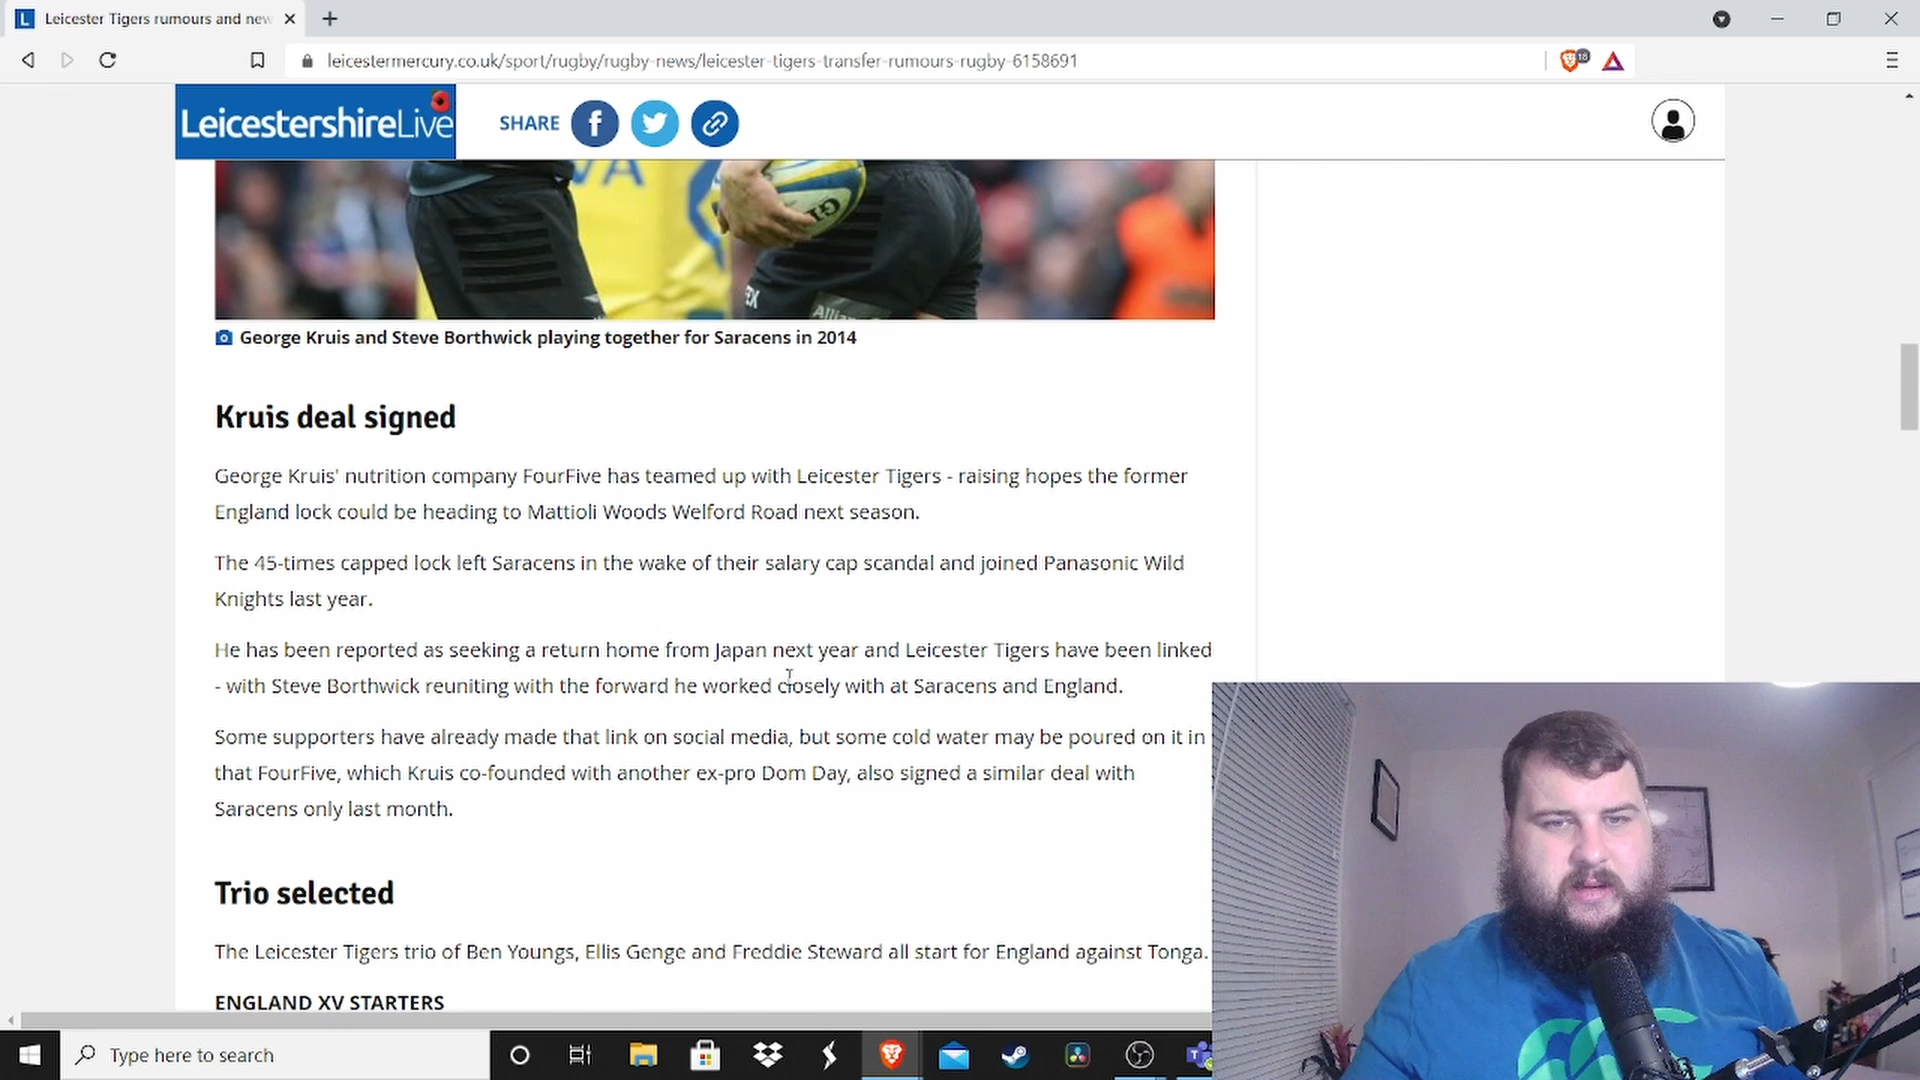 Leicester Tigers rumours and new
leicestermercury.co.uk/sport/rugby/rugby-news/leicester-tigers-transfer-rumours-rugby-6158691
18
LeicestershireLive
SHARE
VA
GI
EX
George Kruis and Steve Borthwick playing together for Saracens in 2014
Kruis deal signed
George Kruis' nutrition company FourFive has teamed up with Leicester Tigers - raising hopes the former
England lock could be heading to Mattioli Woods Welford Road next season.
The 45-times capped lock left Saracens in the wake of their salary cap scandal and joined Panasonic Wild
Knights last year.
He has been reported as seeking a return home from Japan next year and Leicester Tigers have been linked
- with Steve Borthwick reuniting with the forward he worked closely with at Saracens and England.
Some supporters have already made that link on social media, but some cold water may be poured on it in
that FourFive, which Kruis co-founded with another ex-pro Dom Day, also signed a similar deal with
Saracens only last month.
Trio selected
The Leicester Tigers trio of Ben Youngs, Ellis Genge and Freddie Steward all start for England against Tonga.
ENGLAND XV STARTERS
Type here to search